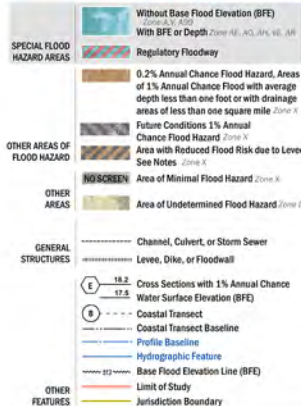 Without Base Flood Elevation (BFE)
Zone A,V, A99
With BFE or Depth Zone AE, AO, AH, VE, AR
SPECIAL FLOOD
HAZARD AREAS
Regulatory Floodway
0.2% Annual Chance Flood Hazard, Areas
of 1% Annual Chance Flood with average
depth less than one foot or with drainage
areas of less than one square mile Zone X
Future Conditions 1% Annual
Chance Flood Hazard Zone X
OTHER AREAS OF
FLOOD HAZARD
Area with Reduced Flood Risk due to Levee
See Notes Zone X
NO SCREEN Area of Minimal Flood Hazard Zone X
OTHER
AREAS
Area of Undetermined Flood Hazard Zone
GENERAL
STRUCTURES
Channel, Culvert, or Storm Sewer
Levee, Dike, or Floodwall
E 18.2 Cross Sections with 1% Annual Chance
17.5 Water Surface Elevation (BFE)
8 Coastal Transect
Coastal Transect Baseline
Profile Baseline
Hydrographic Feature
513 Base Flood Elevation Line (BFE)
OTHER
FEATURES
Limit of Study
Jurisdiction Boundary